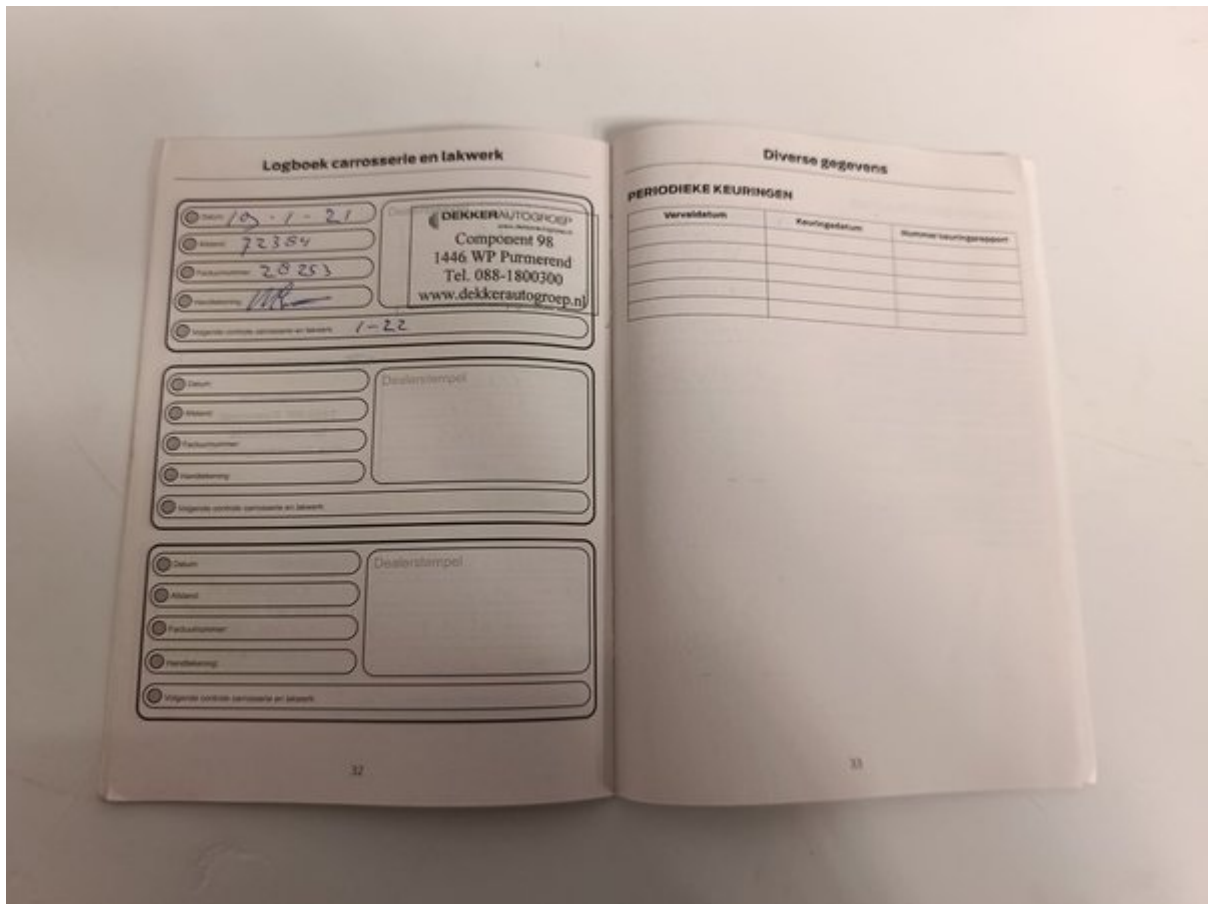 Logboek carrosserie en lakwerk
Datum: 19-1-21
Afstand: 72384
Factuurnummer: 28253
Handtekening:
DEKKERAUTOGROEP
Component 98
1446 WP Purmerend
Tel. 088-1800300
www.dekkerautogroep.nl
Volgende controle carrosserie en lakwerk: 1-22
Datum:
Afstand:
Factuurnummer:
Handtekening:
Dealerstempel
Volgende controle carrosserie en lakwerk:
Datum:
Afstand:
Factuurnummer:
Handtekening:
Dealerstempel
Volgende controle carrosserie en lakwerk:
32
Diverse gegevens
PERIODIEKE KEURINGEN
Vervaldatum
Keuringsdatum
Nummer keuringsrapport
33